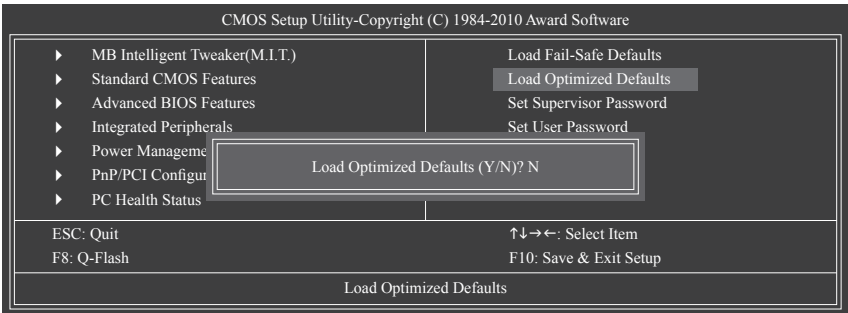 CMOS Setup Utility-Copyright (C) 1984-2010 Award Software
MB Intelligent Tweaker(M.I.T.)
Standard CMOS Features
Advanced BIOS Features
Integrated Peripherals
Power Manageme
PnP/PCI Configur
PC Health Status
Load Fail-Safe Defaults
Load Optimized Defaults
Set Supervisor Password
Set User Password
Load Optimized Defaults (Y/N)? N
ESC: Quit
F8: Q-Flash
↑↓→←: Select Item
F10: Save & Exit Setup
Load Optimized Defaults